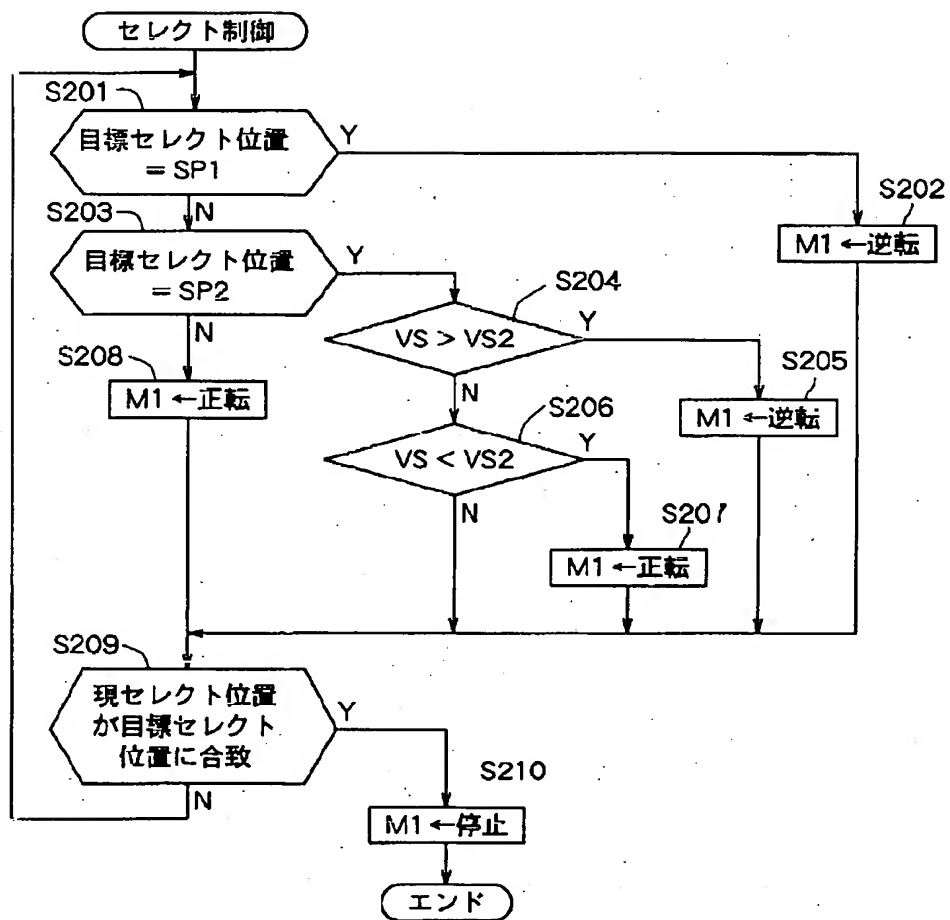 セレクト制御
S201
目標セレクト位置
= SP1
Y
N
S202
M1 ←逆転
S203
目標セレクト位置
= SP2
Y
N
S204
VS > VS2
Y
N
S205
M1 ←逆転
S206
VS < VS2
Y
N
S207
M1 ←正転
S208
M1 ←正転
S209
現セレクト位置
が目標セレクト
位置に合致
Y
N
S210
M1 ←停止
エンド